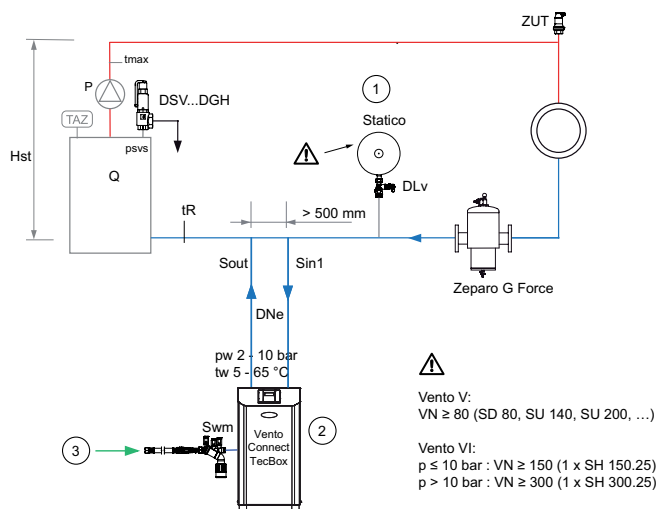 ZUT
tmax
P
DSV...DGH
1
TAZ
Statico
psvs
Hst
Q
DLv
tR
> 500 mm
Sout
Sin1
Zeparo G Force
DNe
pw 2 - 10 bar
tw 5 - 65 °C
Vento V:
VN ≥ 80 (SD 80, SU 140, SU 200, …)
Swm
2
3
Vento
Connect
TecBox
Vento VI:
p ≤ 10 bar : VN ≥ 150 (1 x SH 150.25)
p > 10 bar : VN ≥ 300 (1 x SH 300.25)